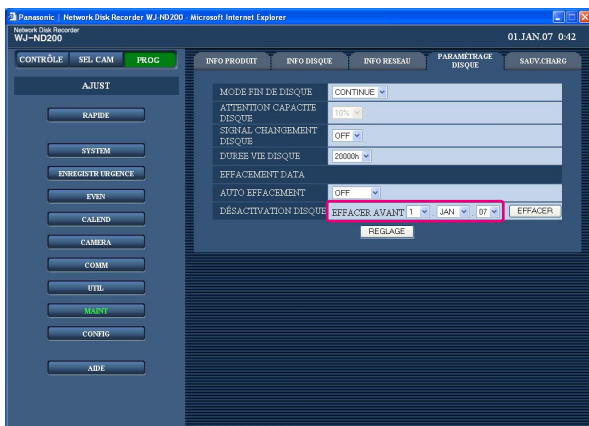 Panasonic | Network Disk Recorder WJ-ND200 - Microsoft Internet Explorer
Network Disk Recorder
WJ-ND200
01.JAN.07 0:42
CONTRÔLE SEL CAM PROG
AJUST
RAPIDE
SYSTEM
ENREGISTR URGENCE
EVEN
CALEND
CAMERA
COMM
UTIL
MAINT
CONFIG
AIDE
INFO PRODUIT INFO DISQUE INFO RESEAU PARAMÉTRAGE DISQUE SAUV.CHARG
MODE FIN DE DISQUE CONTINUE
ATTENTION CAPACITE
DISQUE 10%
SIGNAL CHANGEMENT
DISQUE OFF
DUREE VIE DISQUE 20000h
EFFACEMENT DATA
AUTO EFFACEMENT OFF
DÉSACTIVATION DISQUE EFFACER AVANT 1 . JAN . 07 EFFACER
REGLAGE